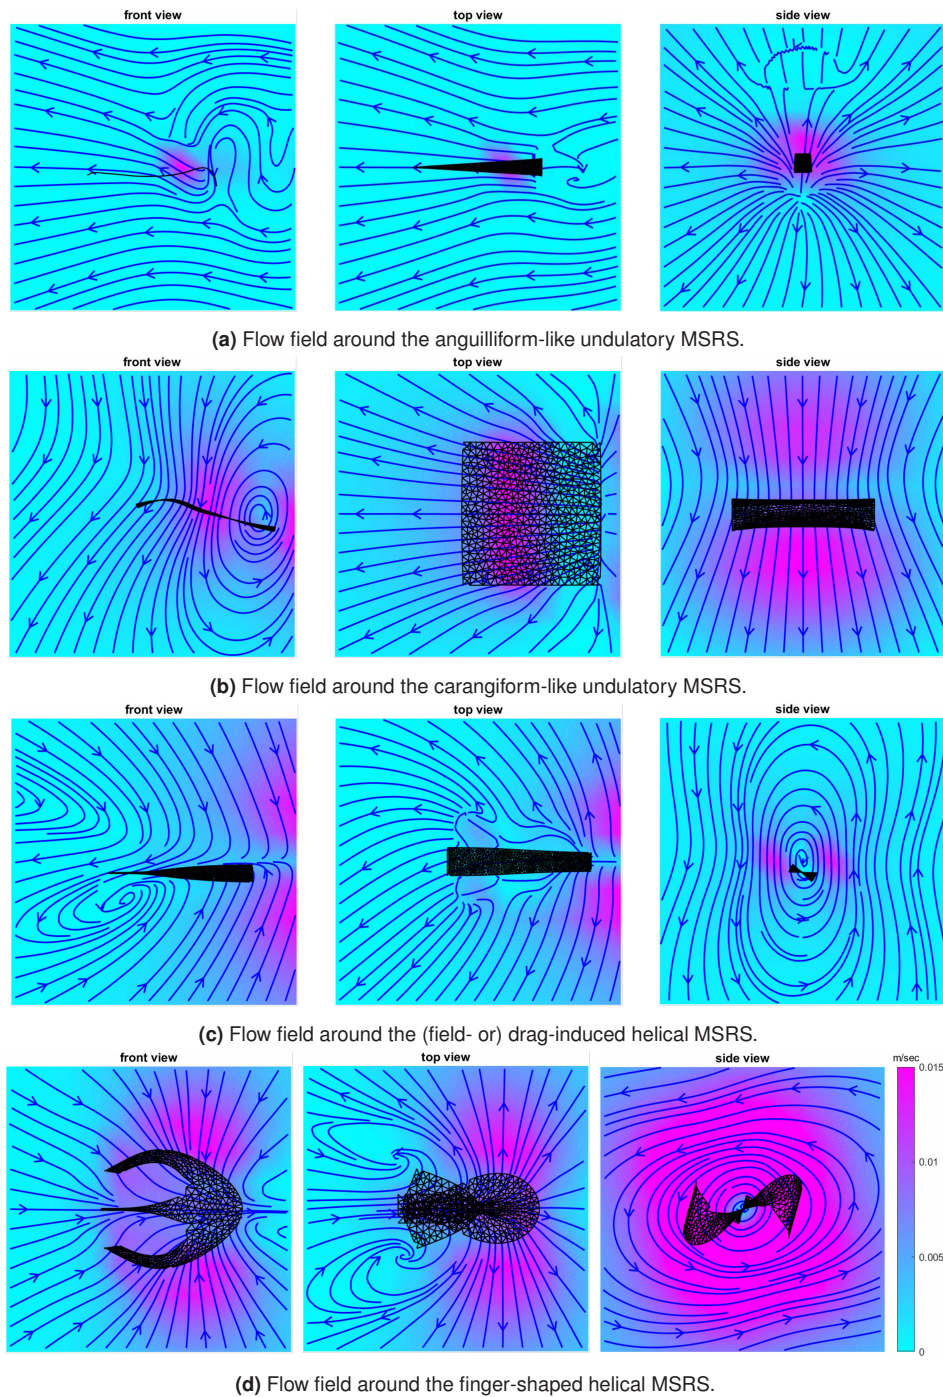 front view top view side view
(a) Flow field around the anguilliform-like undulatory MSRS.
front view top view side view
(b) Flow field around the carangiform-like undulatory MSRS.
front view top view side view
(c) Flow field around the (field- or) drag-induced helical MSRS.
front view top view side view m/sec
0.015
0.01
0.005
0
(d) Flow field around the finger-shaped helical MSRS.